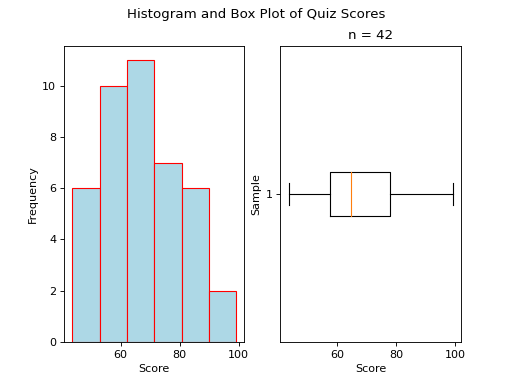 Histogram and Box Plot of Quiz Scores
n = 42
10
8
6
4
2
0
Frequency
60 80 100
Score
Sample
1
60 80 100
Score